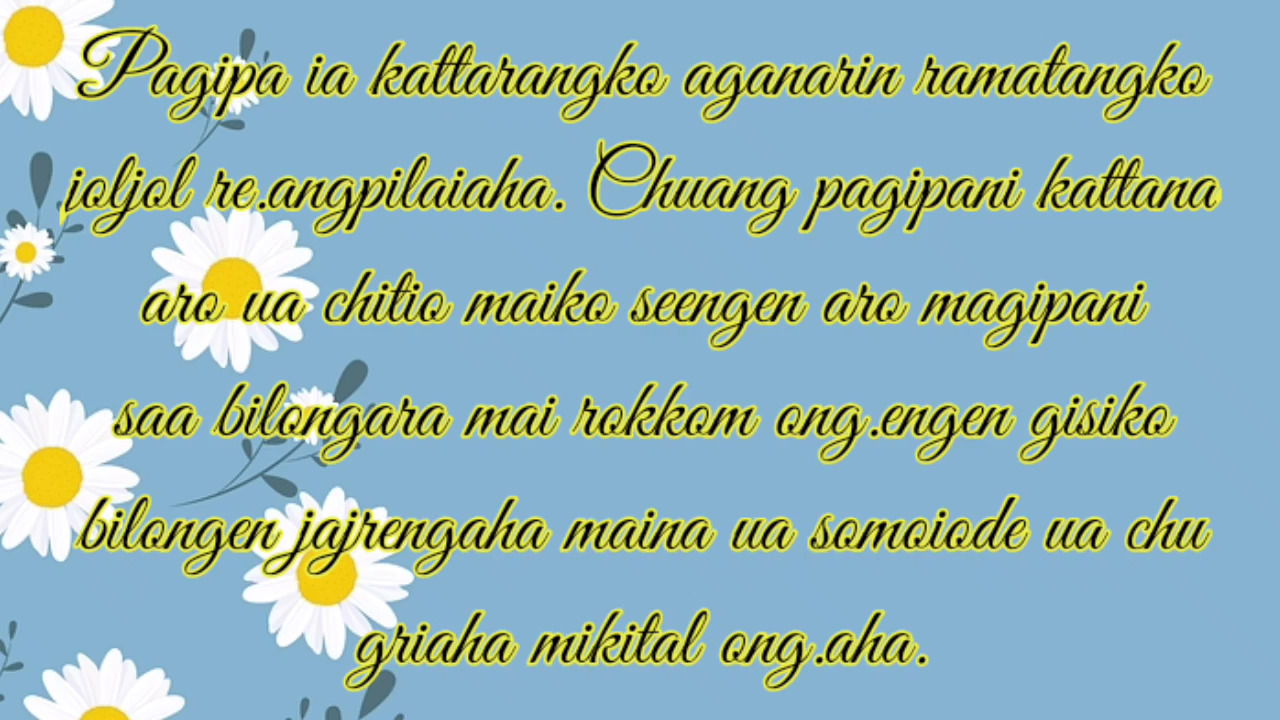 Pagipa ia kattarangko aganarin ramatangko
joljol re.angpilaiaha. Chuang pagipani kattana
aro ua chitio maiko seengen aro magipani
saa bilongara mai rokkom ong.engen gisiko
bilongen jajrengaha maina ua somoiode ua chu
griaha mikital ong.aha.